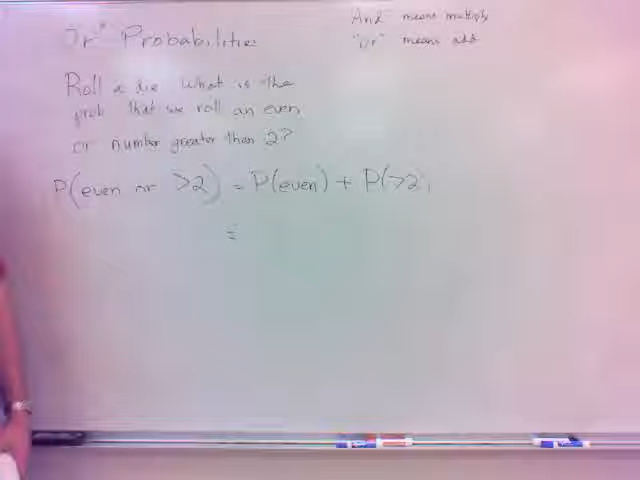 "Or" Probabilities
And means multiply
"Or" means add
Roll a die. What is the
prob that we roll an even
or number greater than 2?
P(even or >2) = P(even) + P(>2)
=